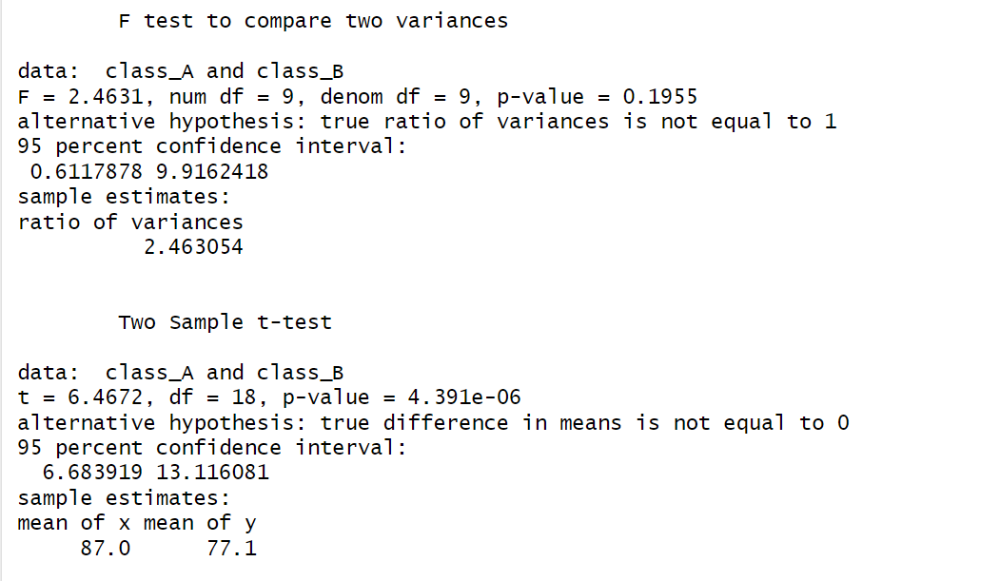 F test to compare two variances
data:  class_A and class_B
F = 2.4631, num df = 9, denom df = 9, p-value = 0.1955
alternative hypothesis: true ratio of variances is not equal to 1
95 percent confidence interval:
 0.6117878 9.9162418
sample estimates:
ratio of variances
          2.463054
Two Sample t-test
data:  class_A and class_B
t = 6.4672, df = 18, p-value = 4.391e-06
alternative hypothesis: true difference in means is not equal to 0
95 percent confidence interval:
  6.683919 13.116081
sample estimates:
mean of x mean of y
     87.0      77.1